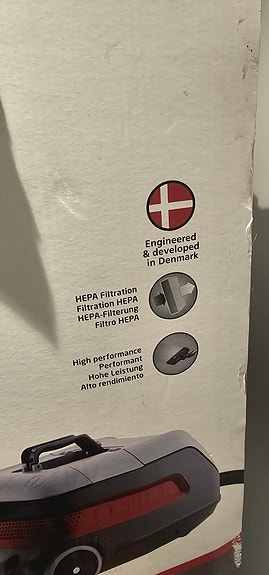 Engineered
& developed
in Denmark
HEPA Filtration
Filtration HEPA
HEPA-Filterung
Filtro HEPA
High performance
Performant
Hohe Leistung
Alto rendimiento